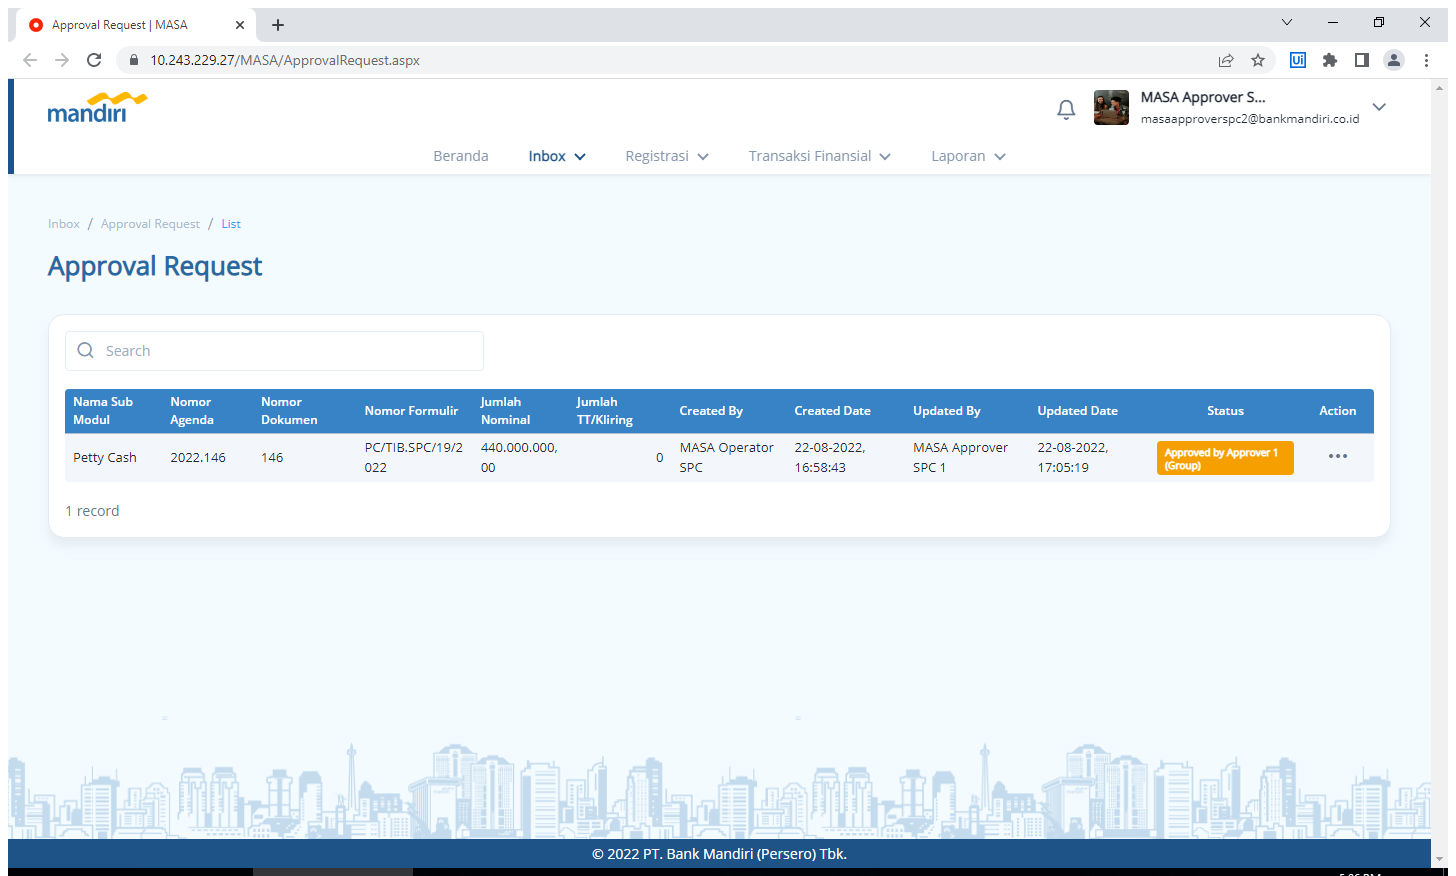 Approval Request | MASA
10.243.229.27/MASA/ApprovalRequest.aspx
Ui
mandiri
MASA Approver S...
masaapproverspc2@bankmandiri.co.id
Beranda Inbox Registrasi Transaksi Finansial Laporan
Inbox / Approval Request / List
Approval Request
Search
Nama Sub Modul Nomor Agenda Nomor Dokumen Nomor Formulir Jumlah Nominal Jumlah TT/Kliring Created By Created Date Updated By Updated Date Status Action
Petty Cash 2022.146 146 PC/TIB.SPC/19/2022 440.000.000,00 0 MASA Operator SPC 22-08-2022, 16:58:43 MASA Approver SPC 1 22-08-2022, 17:05:19 Approved by Approver 1 (Group) •••
1 record
© 2022 PT. Bank Mandiri (Persero) Tbk.